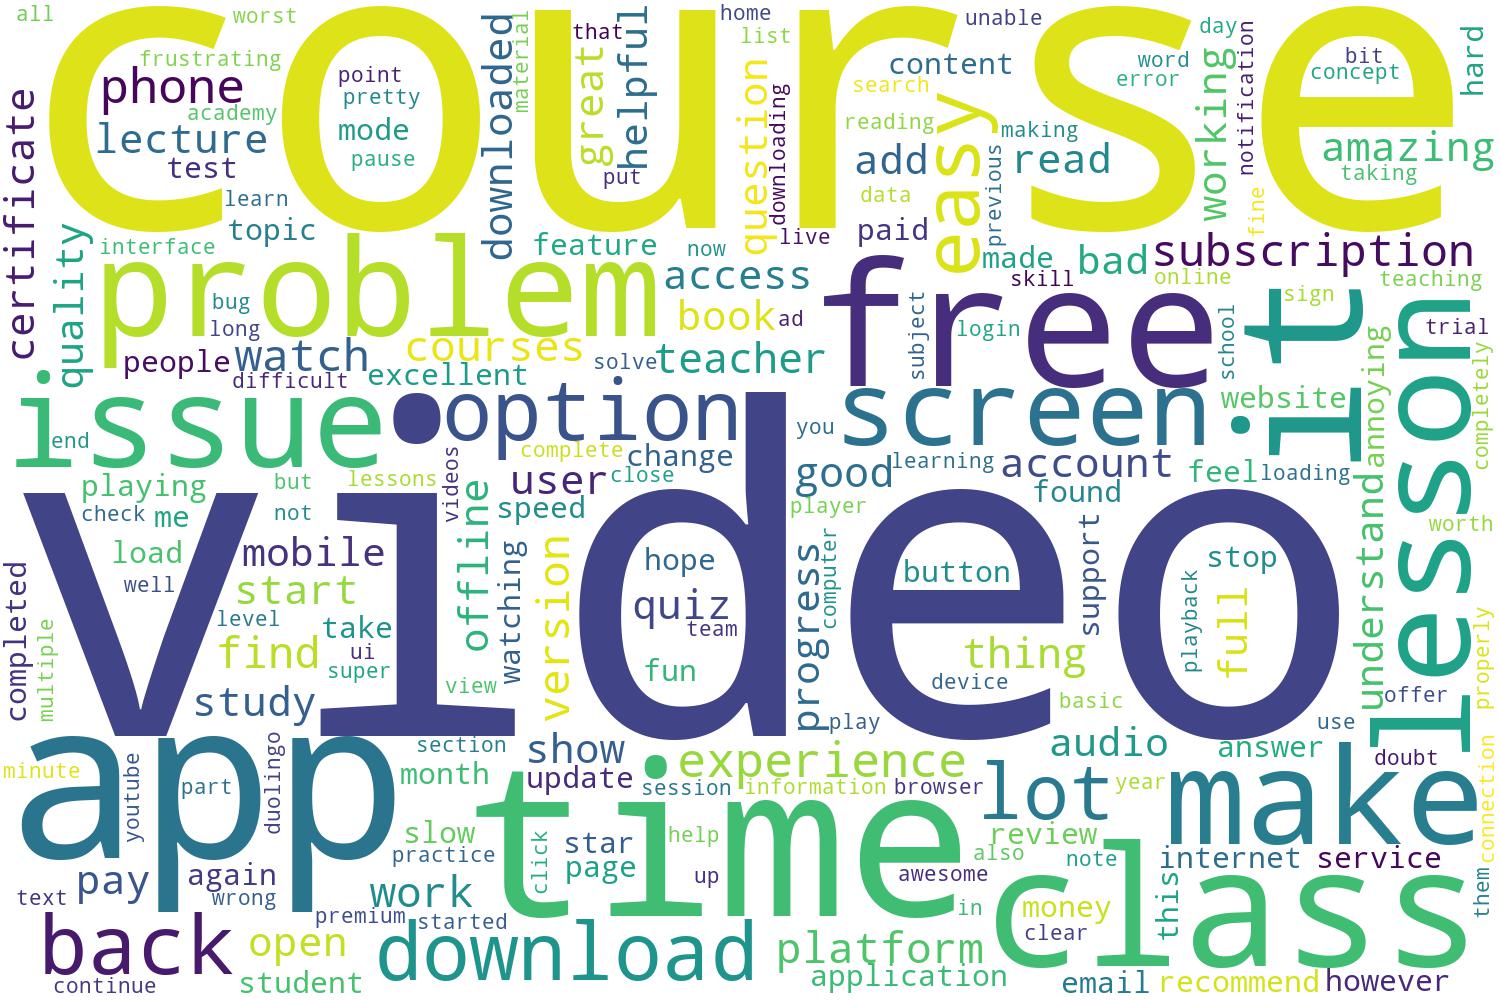 course
video
all
worst
home
unable
frustrating
that
list
day
phone
point
pretty
academy
mode
pause
lecture
test
certificate
downloaded
material
great
helpful
put
question
downloading
content
search
reading
add
easy
making
previous
read
word
error
working
notification
bit
concept
hard
amazing
taking
fine
learn
topic
interface
quality
problem
feature
now
live
data
paid
access
made
bad
subscription
skill
online
teaching
sign
bug
long
people
watch
difficult
courses
excellent
solve
teacher
book
ad
free
subject
login
school
it
trial
website
annoying
lesson
completely
issue
end
option
complete
change
screen
you
learning
account
good
found
feel
loading
playing
but
lessons
videos
user
close
check
me
not
speed
player
worth
load
mobile
well
start
offline
watching
version
hope
quiz
team
fun
progress
computer
button
support
stop
playback
full
understand
completed
multiple
level
find
take
ui
super
view
study
thing
device
basic
play
use
offer
properly
app
minute
youtube
part
duolingo
section
month
show
update
experience
session
information
browser
audio
answer
doubt
year
lot
make
connection
time
slow
practice
click
star
page
help
up
also
awesome
review
note
internet
service
class
this
them
pay
again
wrong
text
premium
started
work
back
open
continue
student
download
platform
application
in
money
clear
email
recommend
however